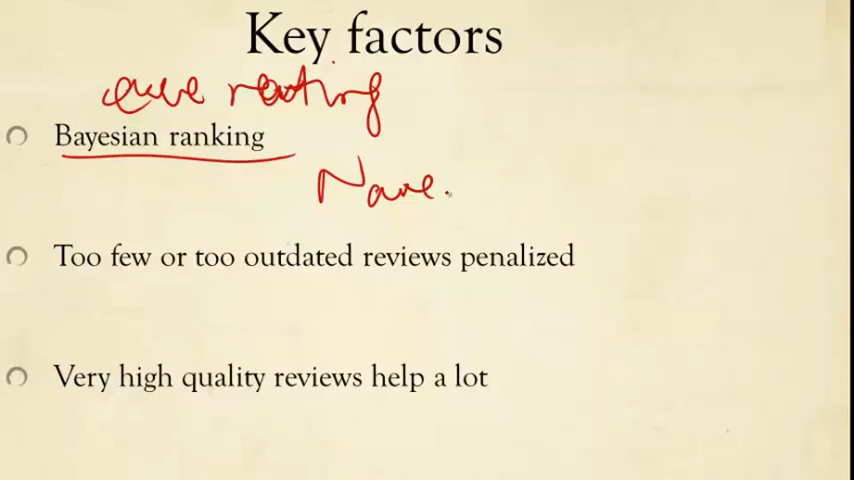 Key factors
ave rating
Bayesian ranking
Nave
Too few or too outdated reviews penalized
Very high quality reviews help a lot